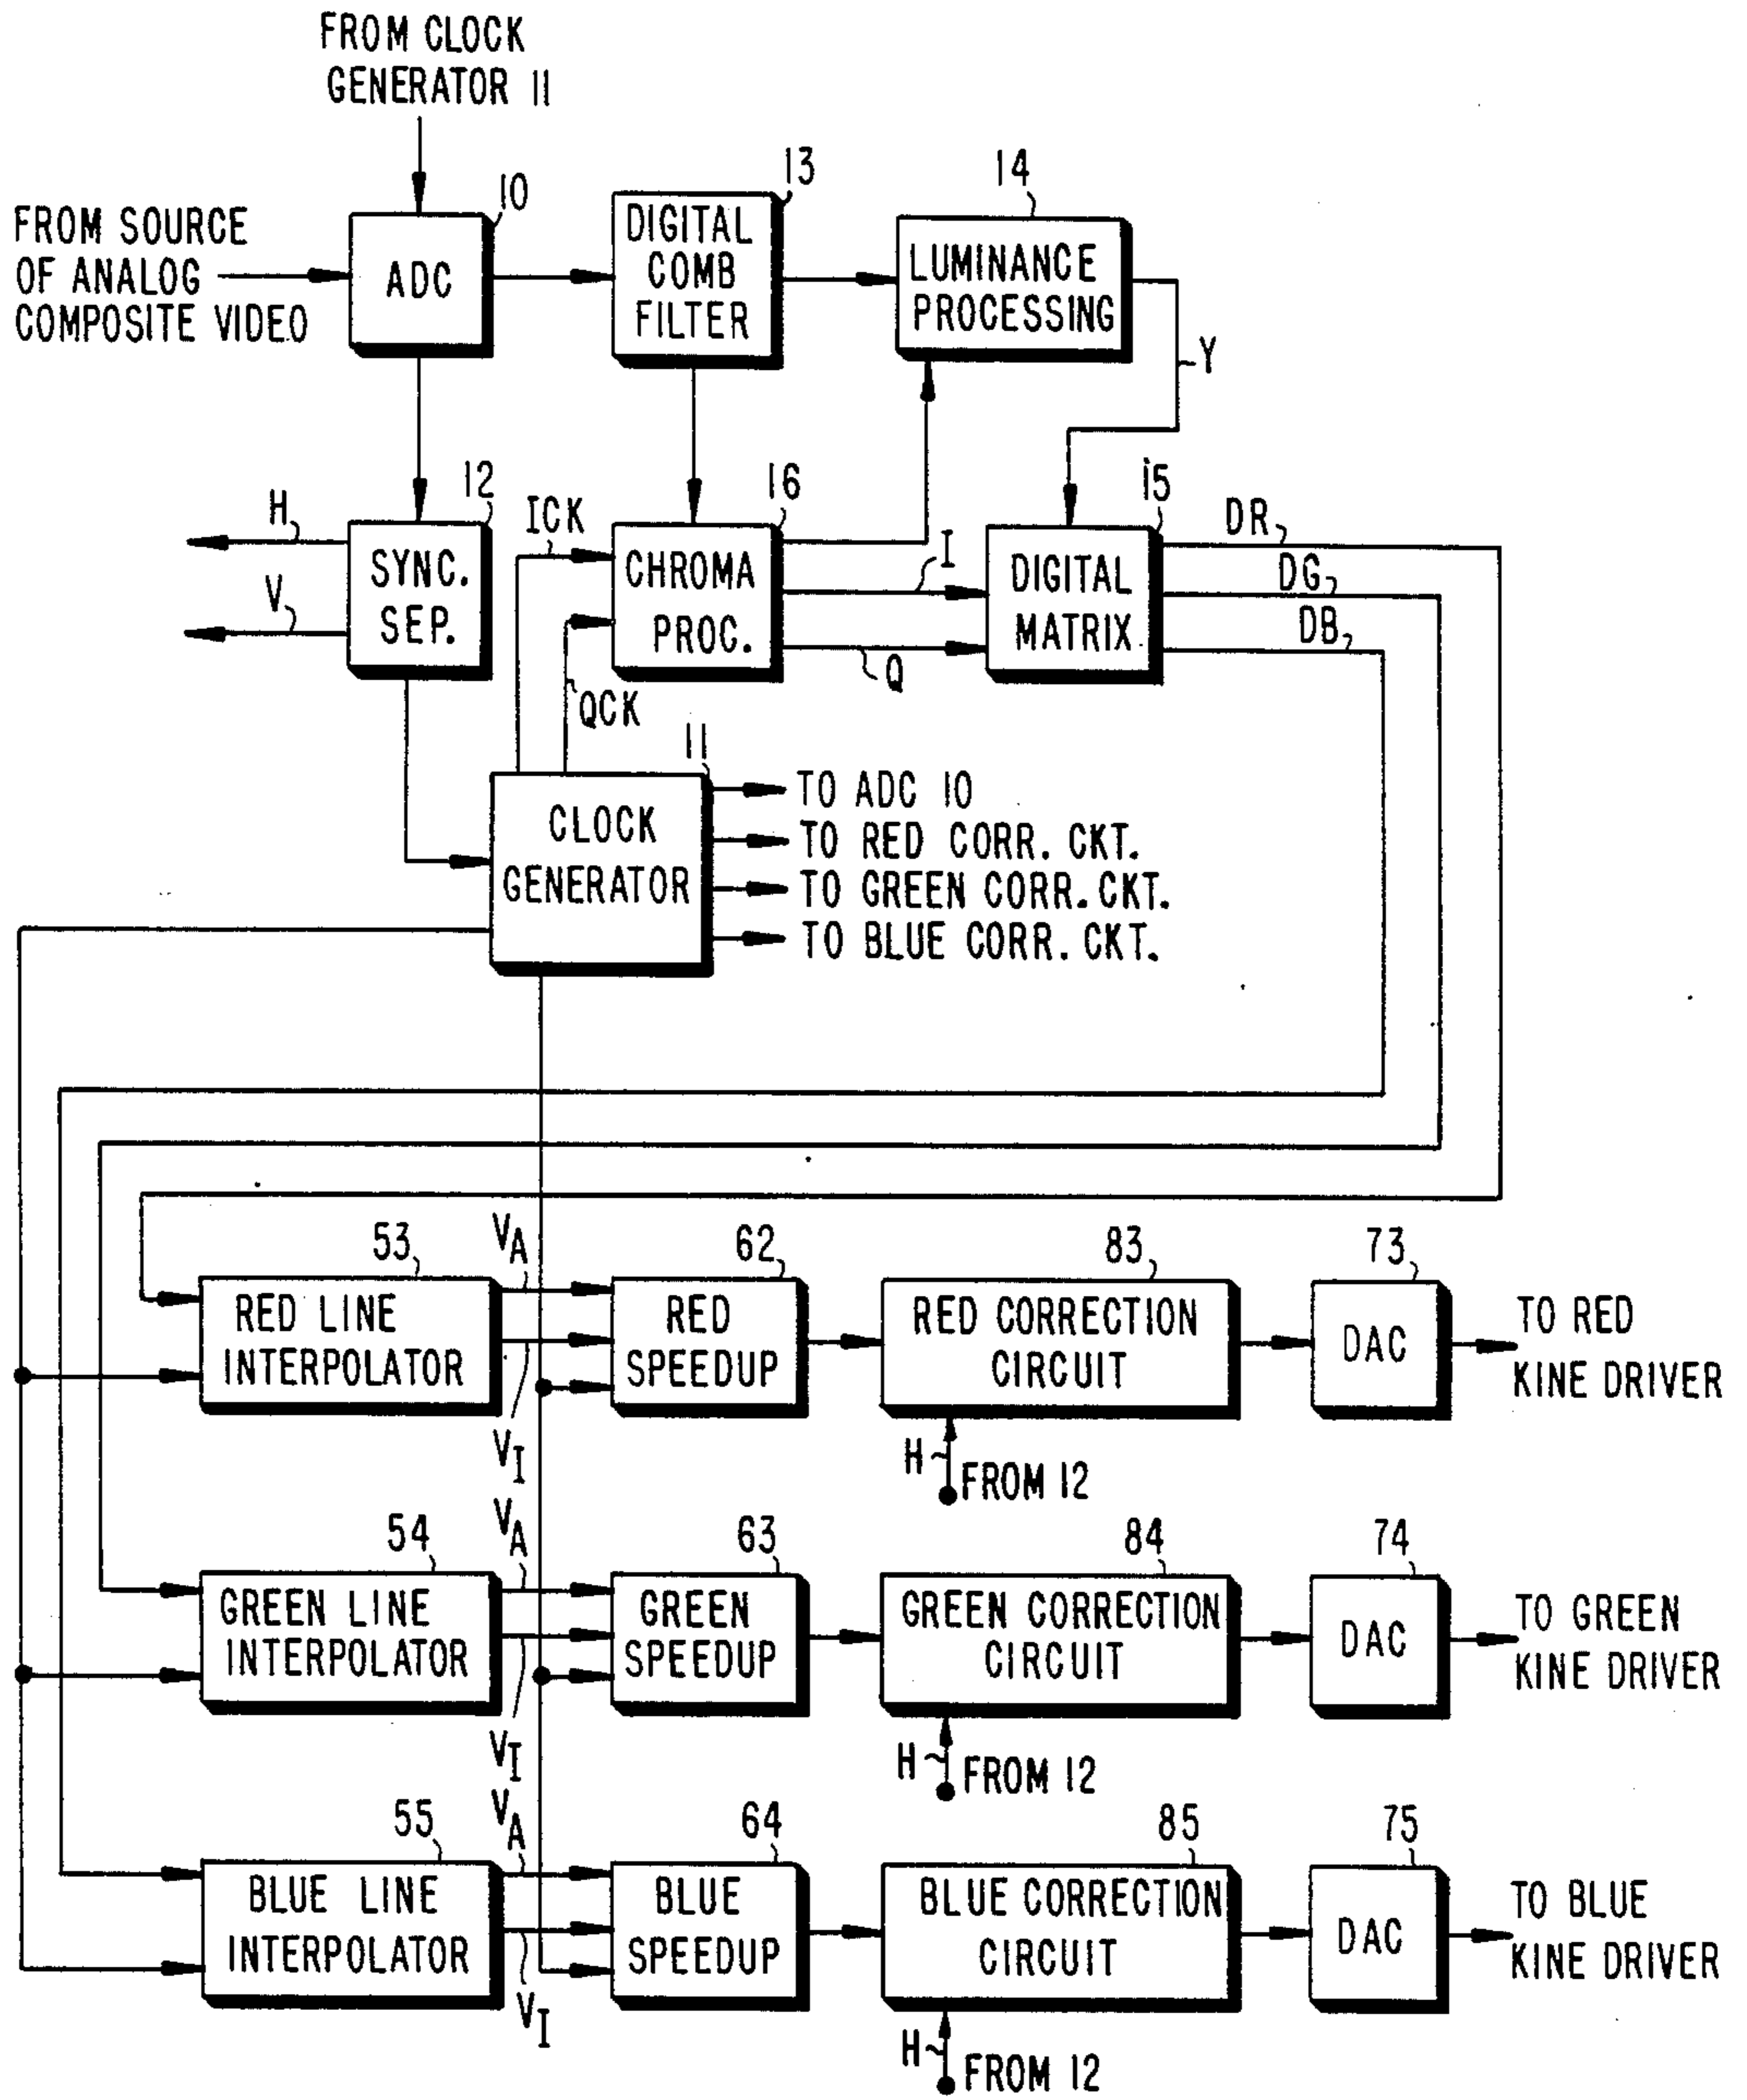 FROM CLOCK
GENERATOR 11
FROM SOURCE
OF ANALOG
COMPOSITE VIDEO
10
ADC
13
DIGITAL
COMB
FILTER
14
LUMINANCE
PROCESSING
Y
H
V
12
SYNC.
SEP.
ICK
QCK
16
CHROMA
PROC.
I
Q
15
DIGITAL
MATRIX
DR
DG
DB
11
CLOCK
GENERATOR
TO ADC 10
TO RED CORR. CKT.
TO GREEN CORR. CKT.
TO BLUE CORR. CKT.
53
RED LINE
INTERPOLATOR
VA
VI
62
RED
SPEEDUP
83
RED CORRECTION
CIRCUIT
H
FROM 12
73
DAC
TO RED
KINE DRIVER
54
GREEN LINE
INTERPOLATOR
VA
VI
63
GREEN
SPEEDUP
84
GREEN CORRECTION
CIRCUIT
H
FROM 12
74
DAC
TO GREEN
KINE DRIVER
55
BLUE LINE
INTERPOLATOR
VA
VI
64
BLUE
SPEEDUP
85
BLUE CORRECTION
CIRCUIT
H
FROM 12
75
DAC
TO BLUE
KINE DRIVER